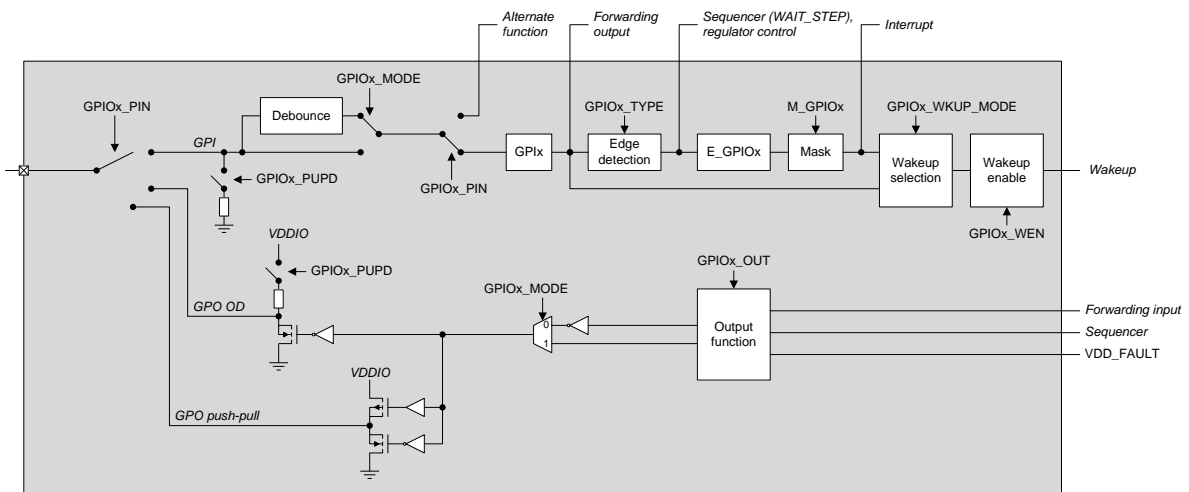 Alternate
function
Forwarding
output
Sequencer (WAIT_STEP),
regulator control
Interrupt
GPIOx_MODE
GPIOx_PIN
Debounce
GPIOx_TYPE
M_GPIOx
GPIOx_WKUP_MODE
GPI
GPIx
Edge
detection
E_GPIOx
Mask
Wakeup
selection
Wakeup
enable
Wakeup
GPIOx_PUPD
GPIOx_PIN
GPIOx_WEN
VDDIO
GPIOx_PUPD
GPIOx_OUT
GPIOx_MODE
GPO OD
0
1
Output
function
Forwarding input
Sequencer
VDD_FAULT
VDDIO
GPO push-pull